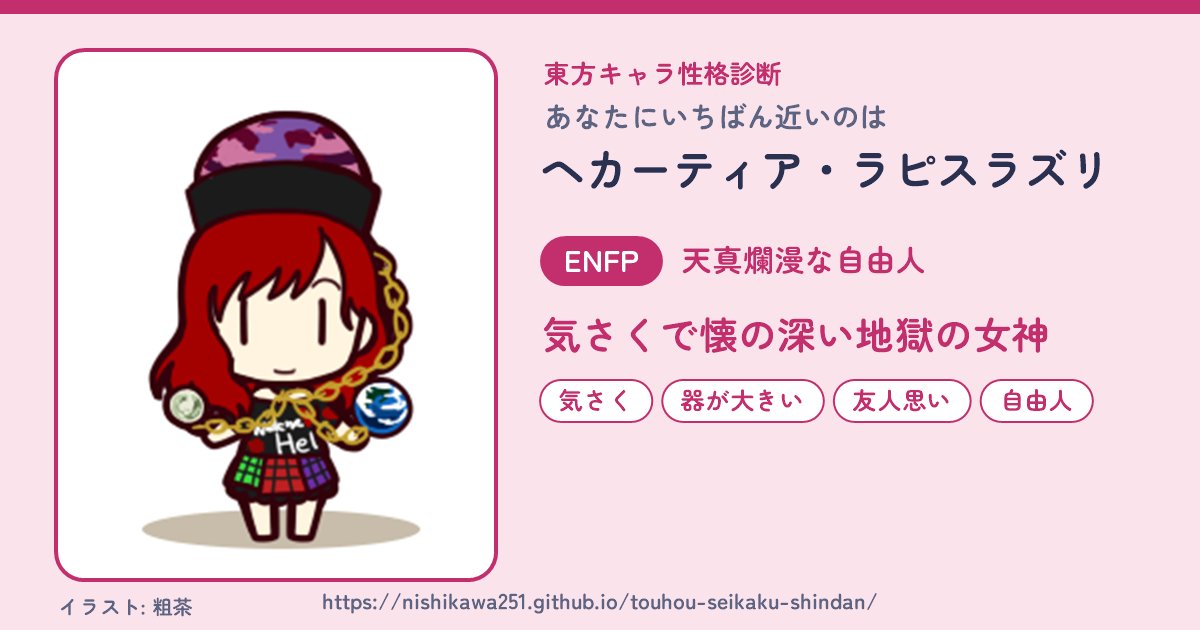 東方キャラ性格診断
あなたにいちばん近いのは
ヘカーティア・ラピスラズリ
ENFP 天真爛漫な自由人
気さくで懐の深い地獄の女神
気さく 器が大きい 友人思い 自由人
Hel
イラスト: 粗茶
https://nishikawa251.github.io/touhou-seikaku-shindan/